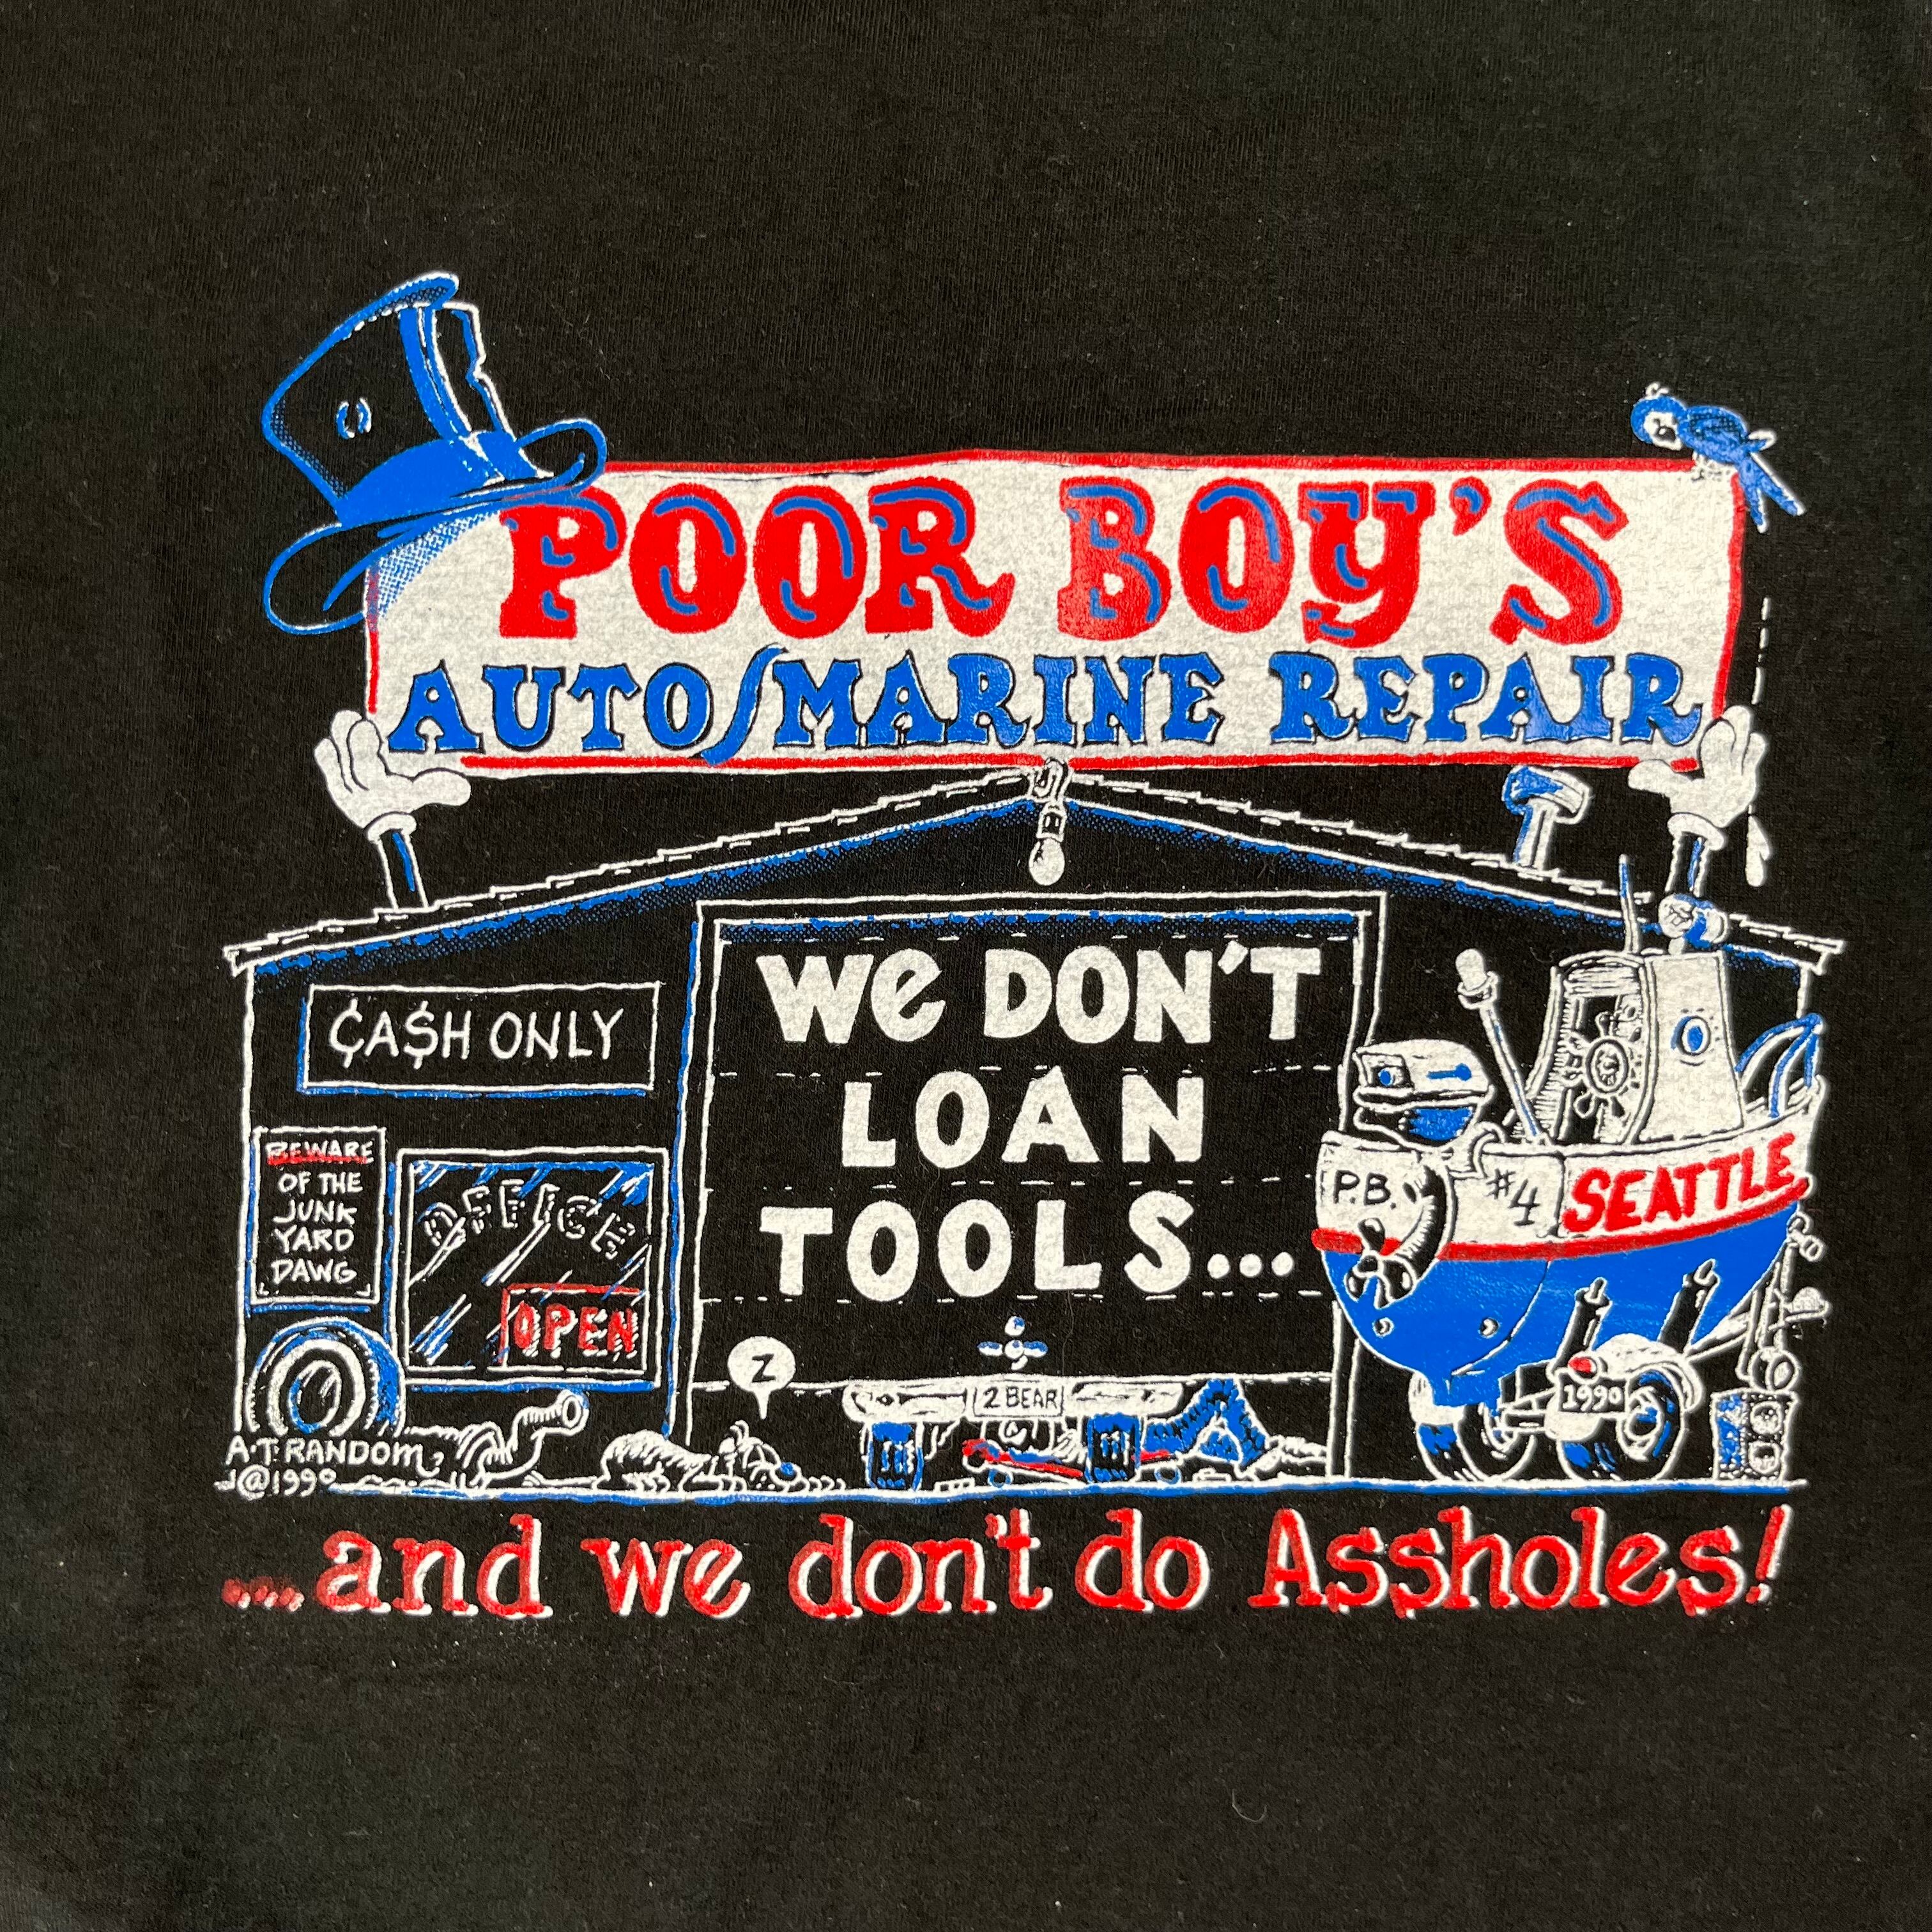 POOR BOY'S
AUTO/MARINE REPAIR
¢A$H ONLY
WE DON'T
LOAN
TOOLS...
BEWARE
OF THE
JUNK
YARD
DAWG
OFFICE
OPEN
P.B. #4 SEATTLE
Z
2 BEAR
1990
A.T. RANDOM
@1990
....and we don't do Assholes!